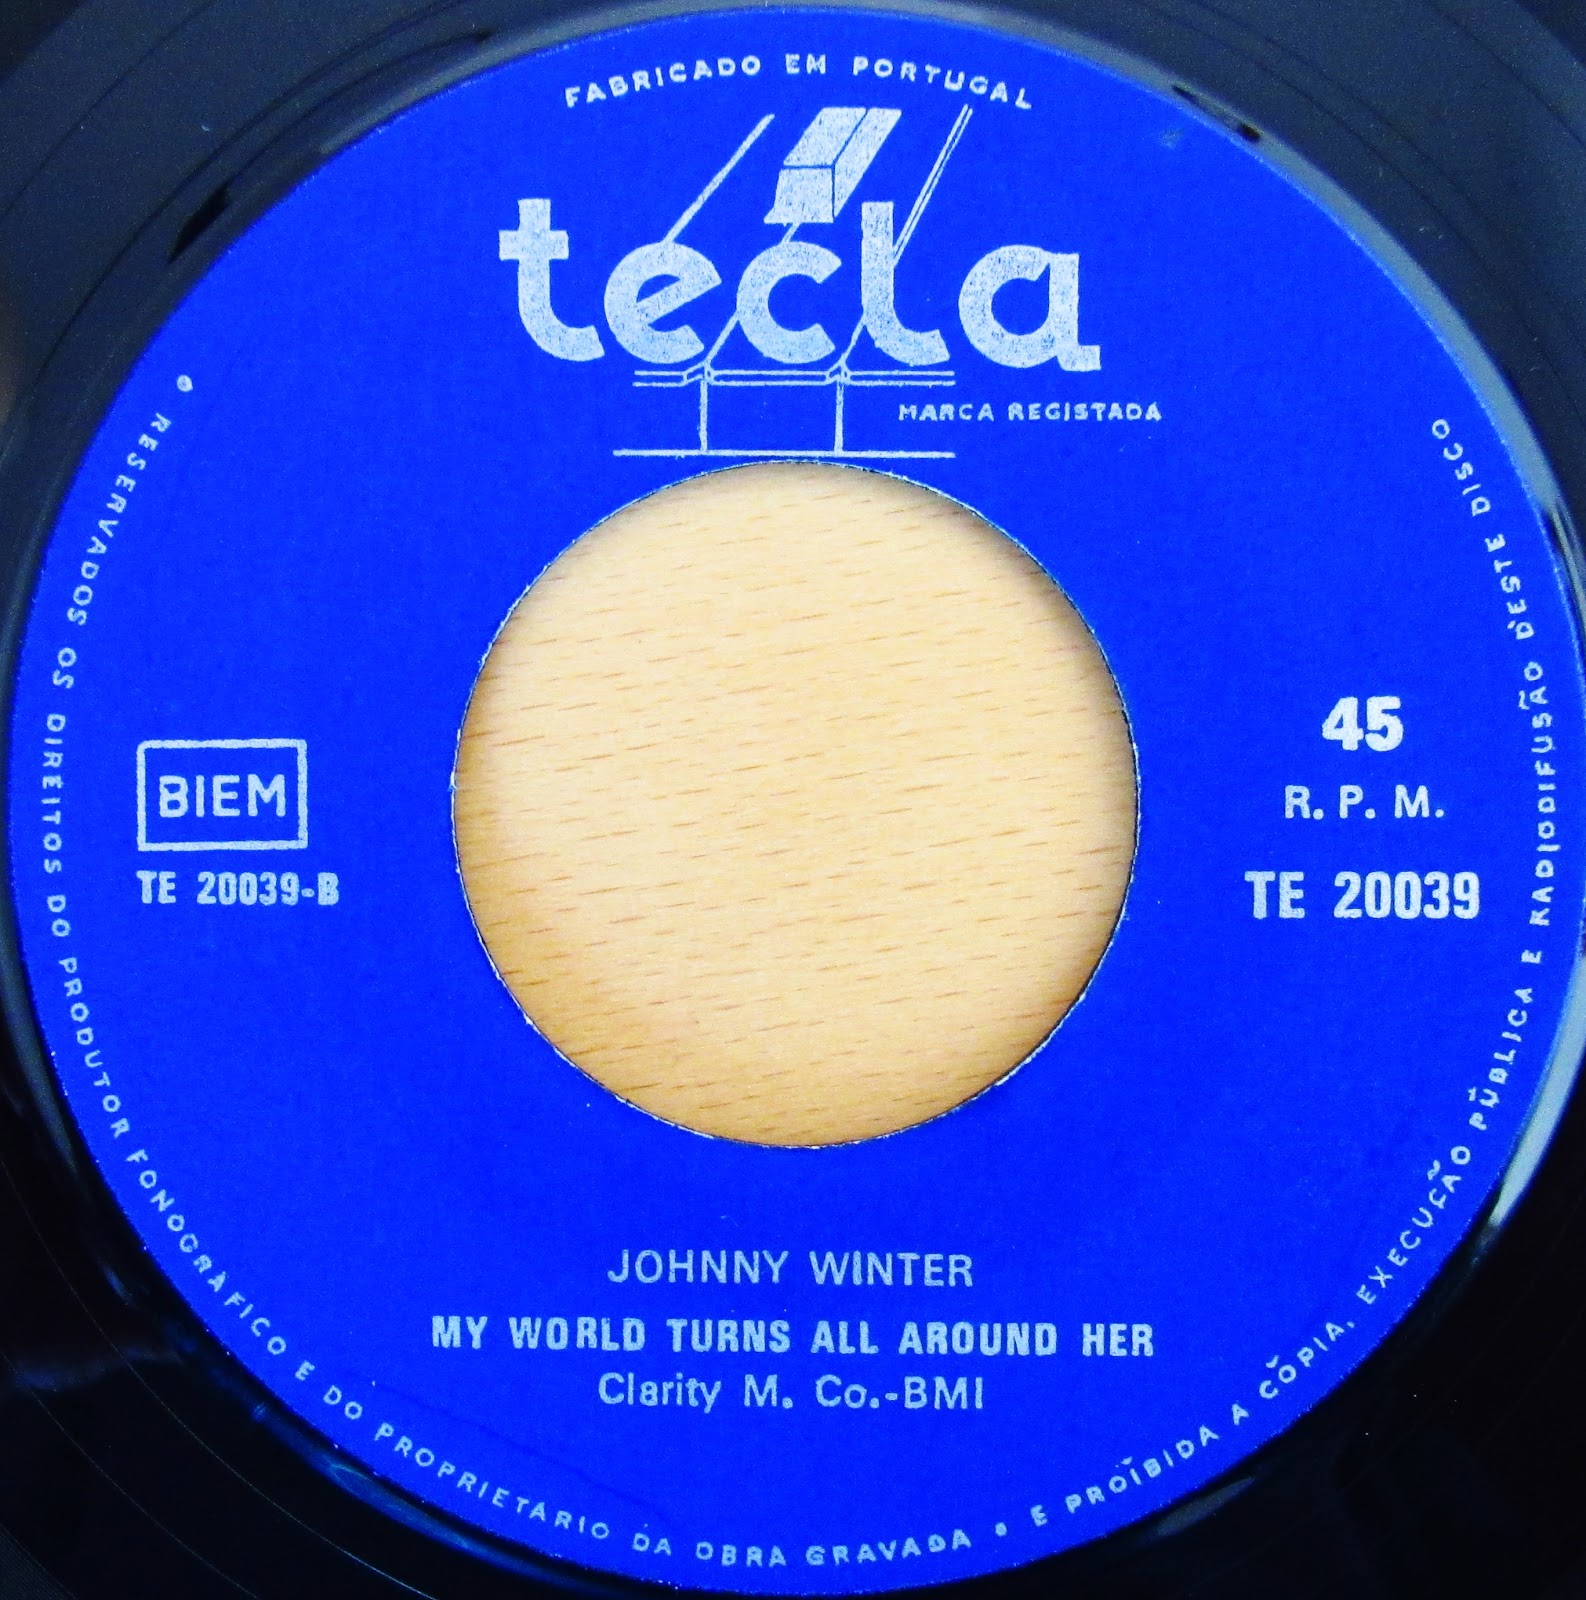 FABRICADO EM PORTUGAL
tecla
MARCA REGISTADA
BIEM
TE 20039-B
45
R. P. M.
TE 20039
JOHNNY WINTER
MY WORLD TURNS ALL AROUND HER
Clarity M. Co.-BMI
• RESERVADOS OS DIREITOS DO PRODUTOR FONOGRÀFICO E DO PROPRIETARIO DA OBRA GRAVADA • E PROÏBIDA A CÓPIA, EXECUÇÃO PÚBLICA E RADIODIFUSÃO DESTE DISCO